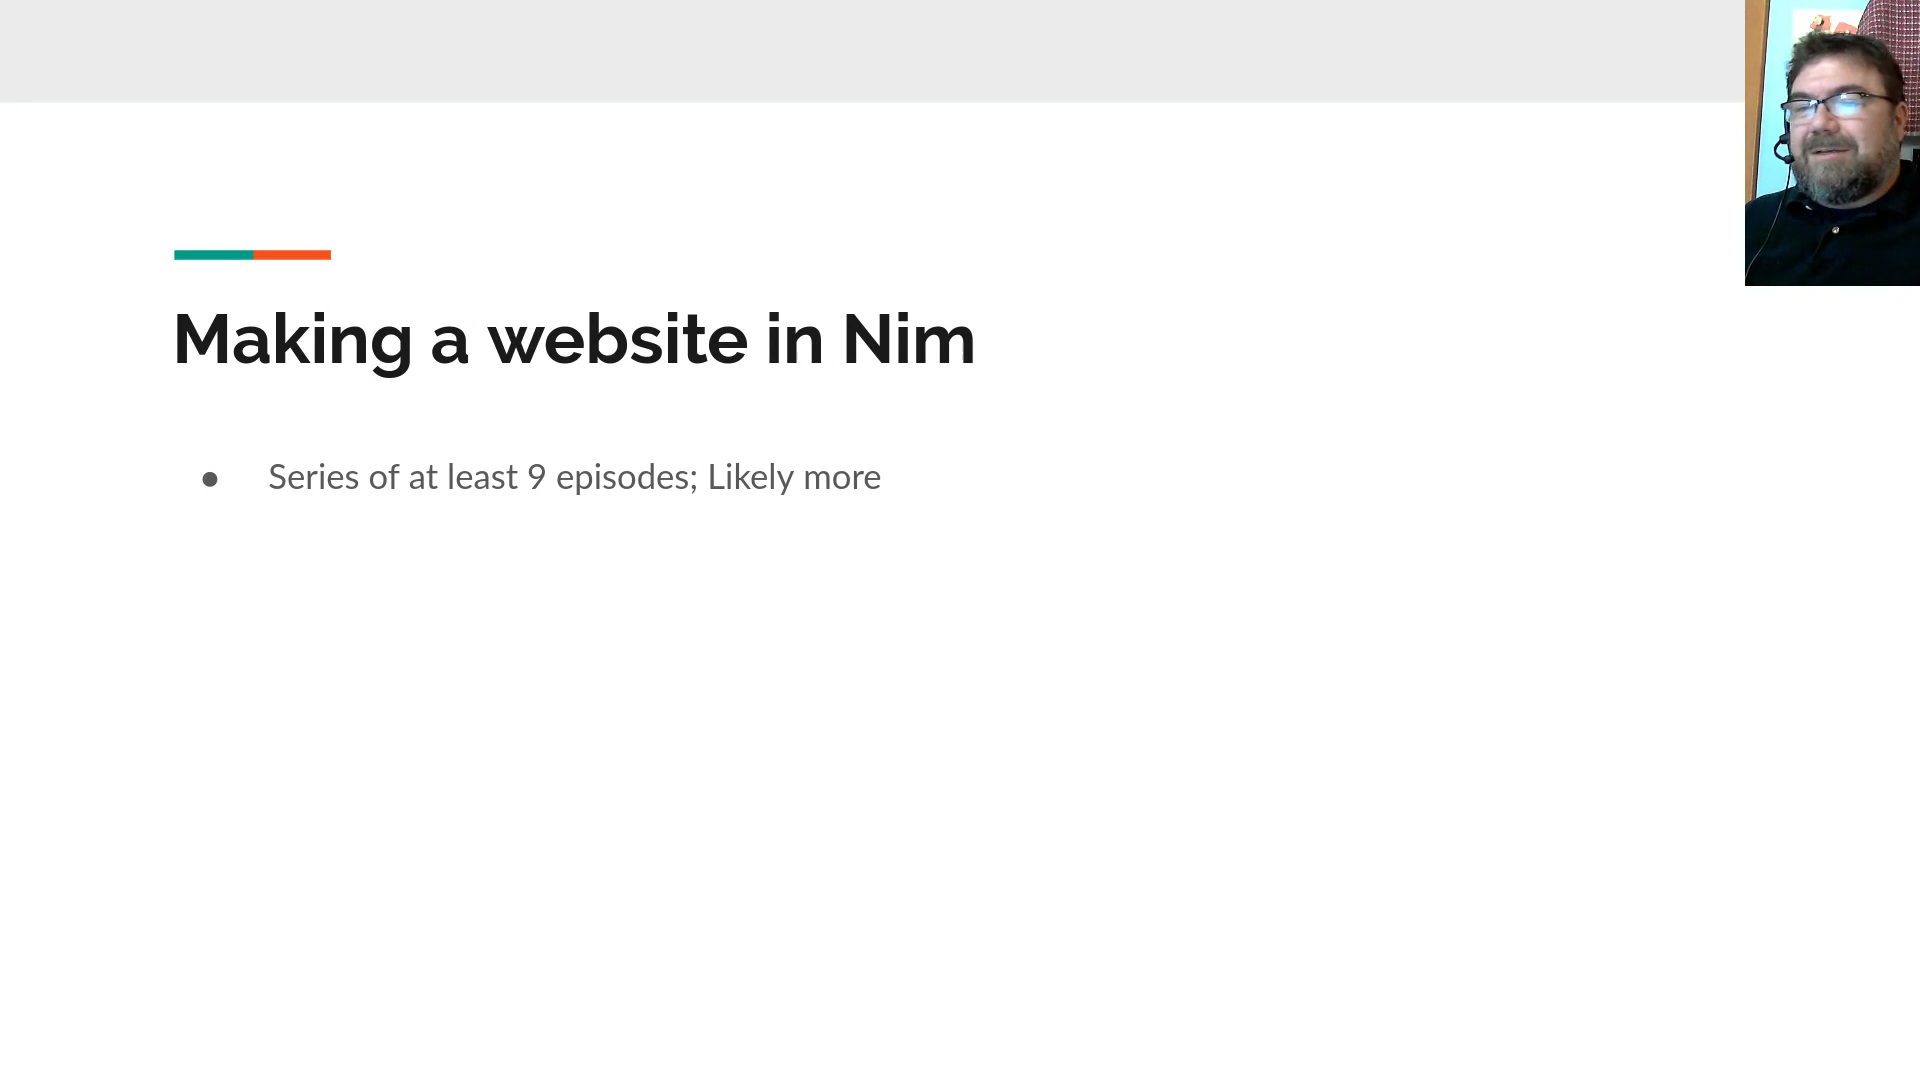 Making a website in Nim
● Series of at least 9 episodes; Likely more